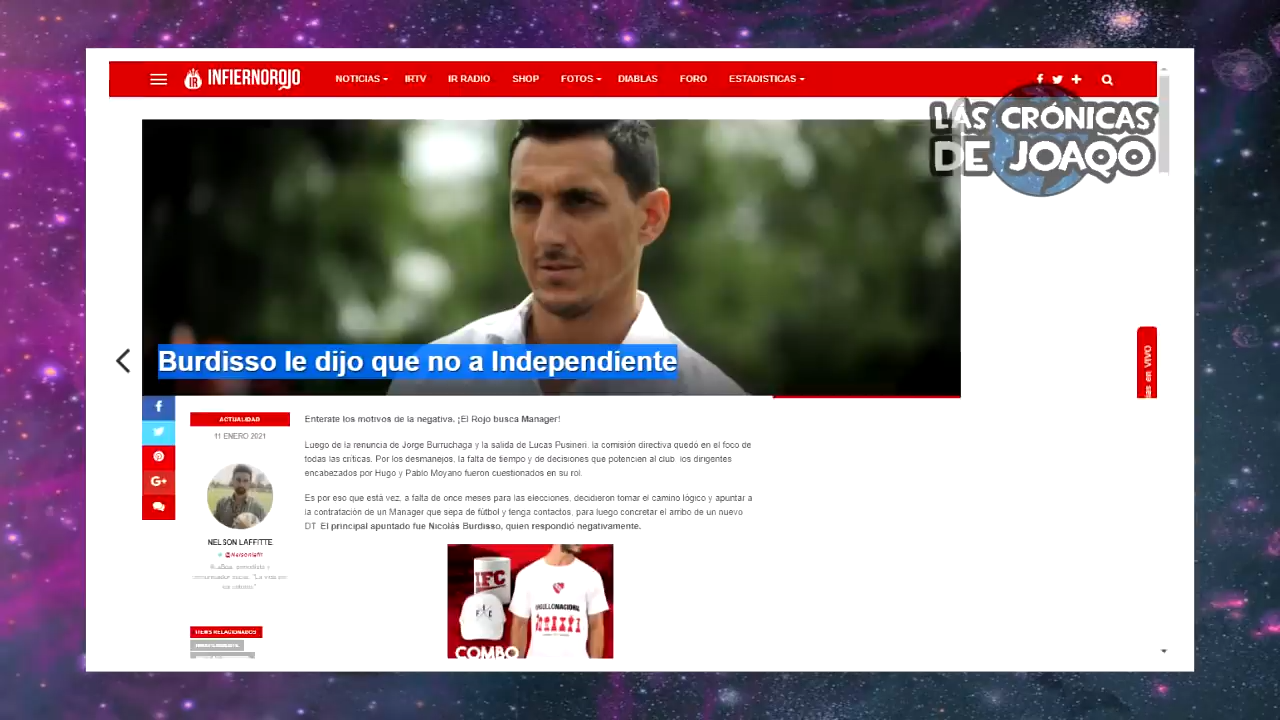 IR INFIERNOROJO
NOTICIAS IRTV IR RADIO SHOP FOTOS DIABLAS FORO ESTADISTICAS
LAS CRÓNICAS
DE JOAQO
Burdisso le dijo que no a Independiente
EN VIVO
ACTUALIDAD
11 ENERO 2021
NELSON LAFFITTE
Enterate los motivos de la negativa. ¡El Rojo busca Manager!
Luego de la renuncia de Jorge Burruchaga y la salida de Lucas Pusineri, la comisión directiva quedó en el foco de
todas las críticas. Por los desmanejos, la falta de tiempo y de decisiones que potencien al club, los dirigentes
encabezados por Hugo y Pablo Moyano fueron cuestionados en su rol.
Es por eso que está vez, a falta de once meses para las elecciones, decidieron tomar el camino lógico y apuntar a
la contratación de un Manager que sepa de fútbol y tenga contactos, para luego concretar el arribo de un nuevo
DT. El principal apuntado fue Nicolás Burdisso, quien respondió negativamente.
IFC
ORGULLO NACIONAL
COMBO
ITEMS RELACIONADOS